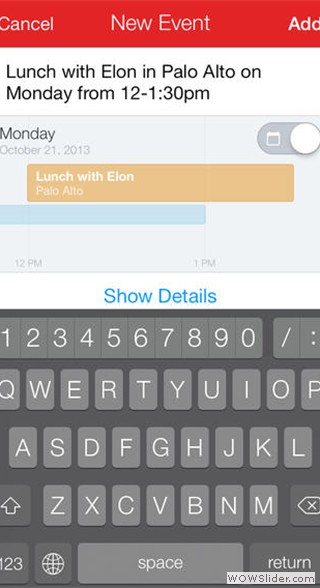 Cancel New Event Add
Lunch with Elon in Palo Alto on
Monday from 12-1:30pm
Monday
October 21, 2013
Lunch with Elon
Palo Alto
12 PM 1 PM
Show Details
1 2 3 4 5 6 7 8 9 0 / :
Q W E R T Y U I O P
A S D F G H J K L
Z X C V B N M
123 space return
WOWSlider.com